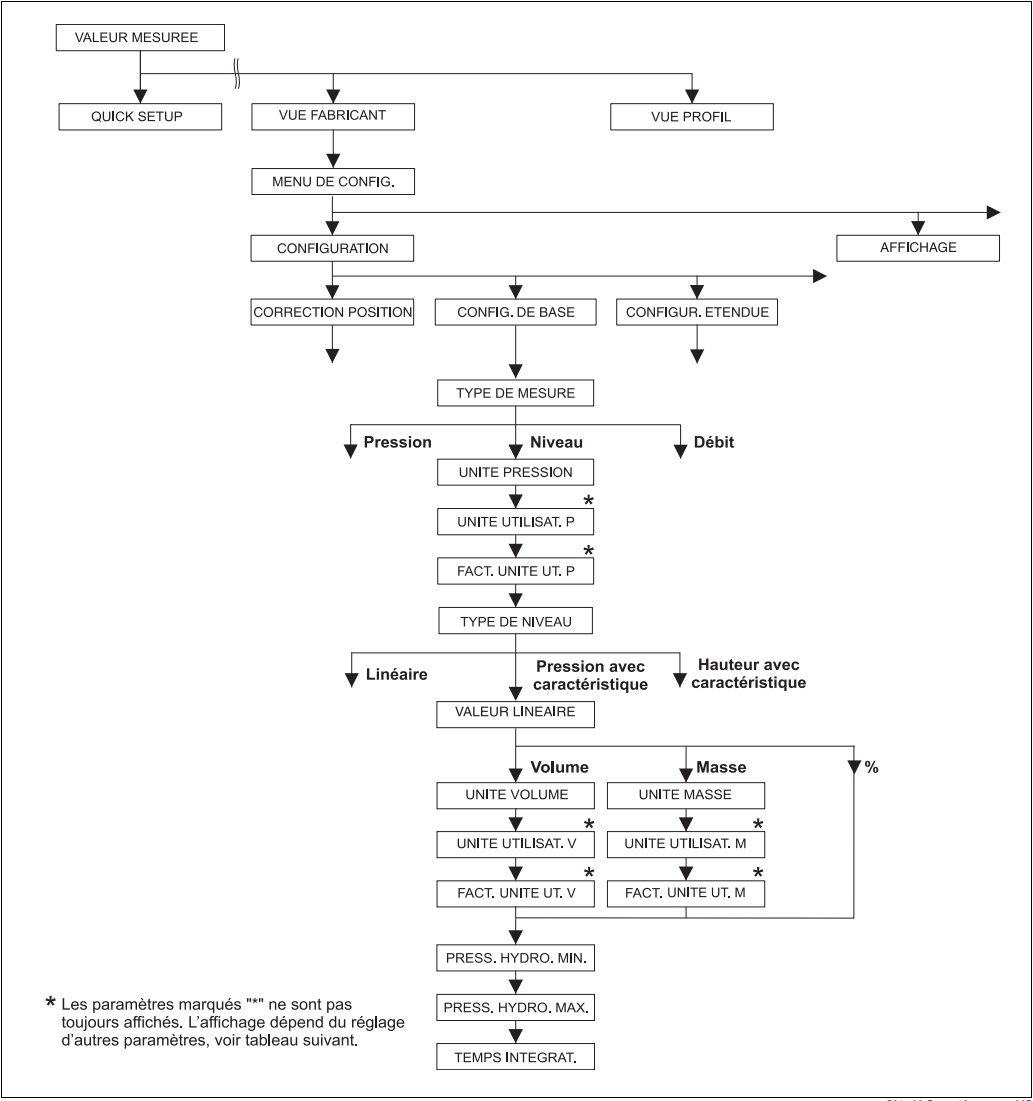 VALEUR MESUREE
QUICK SETUP
VUE FABRICANT
VUE PROFIL
MENU DE CONFIG.
CONFIGURATION
AFFICHAGE
CORRECTION POSITION
CONFIG. DE BASE
CONFIGUR. ETENDUE
TYPE DE MESURE
Pression
Niveau
Débit
UNITE PRESSION
*
UNITE UTILISAT. P
*
FACT. UNITE UT. P
TYPE DE NIVEAU
Linéaire
Pression avec
caractéristique
Hauteur avec
caractéristique
VALEUR LINEAIRE
Volume
Masse
%
UNITE VOLUME
UNITE MASSE
*
*
UNITE UTILISAT. V
UNITE UTILISAT. M
*
*
FACT. UNITE UT. V
FACT. UNITE UT. M
PRESS. HYDRO. MIN.
PRESS. HYDRO. MAX.
TEMPS INTEGRAT.
* Les paramètres marqués "*" ne sont pas
toujours affichés. L'affichage dépend du réglage
d'autres paramètres, voir tableau suivant.